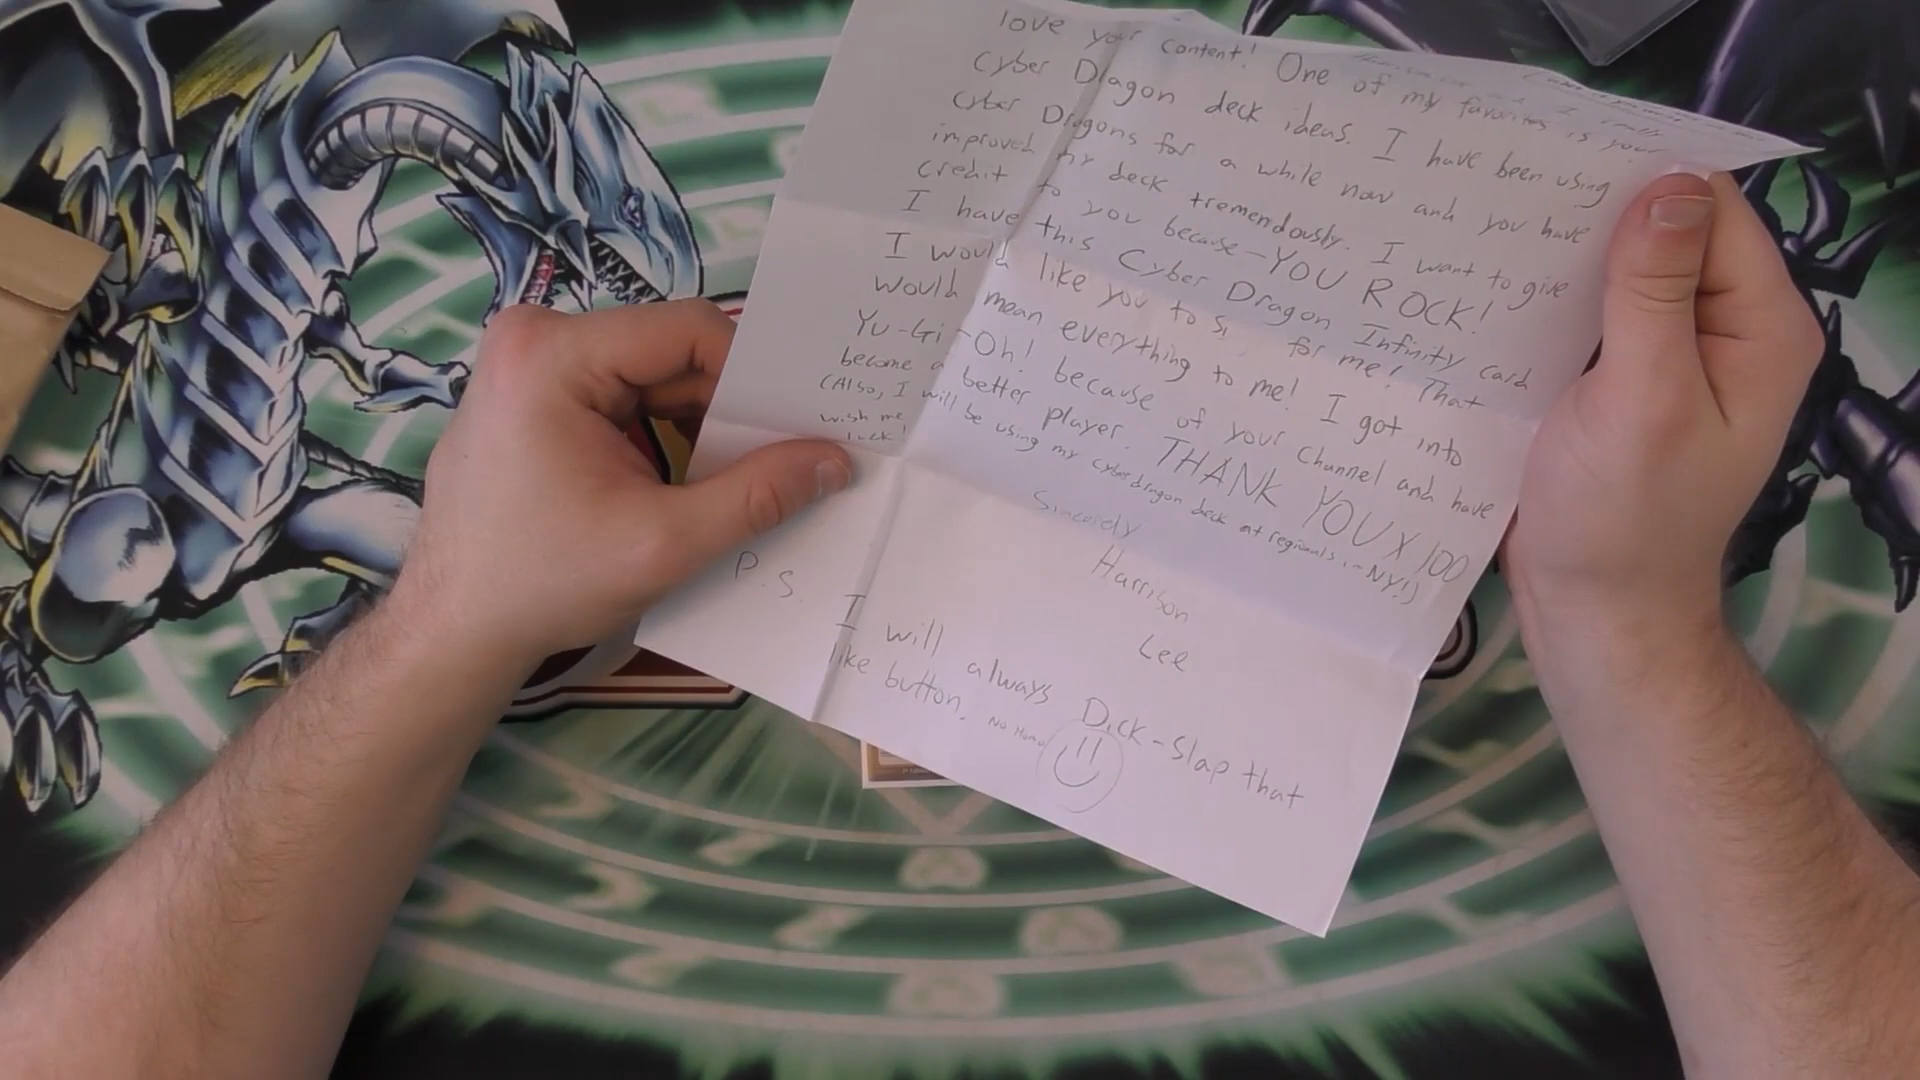 love your content! One of my favorites is your
Cyber Dragon deck ideas. I have been using
Cyber Dragons for a while now and you have
improved my deck tremendously. I want to give
credit to you because - YOU ROCK!
I have this Cyber Dragon Infinity card
I would like you to for me! That
would mean everything to me! I got into
Yu-Gi-Oh! because of your channel and have
become a better player. THANK YOU X 100
(Also, I will be using my cyber dragon deck at regionals. - NY!)
wish me
luck!
Sincerely
Harrison
Lee
P.S. I will always Dick-Slap that
like button. No Homo